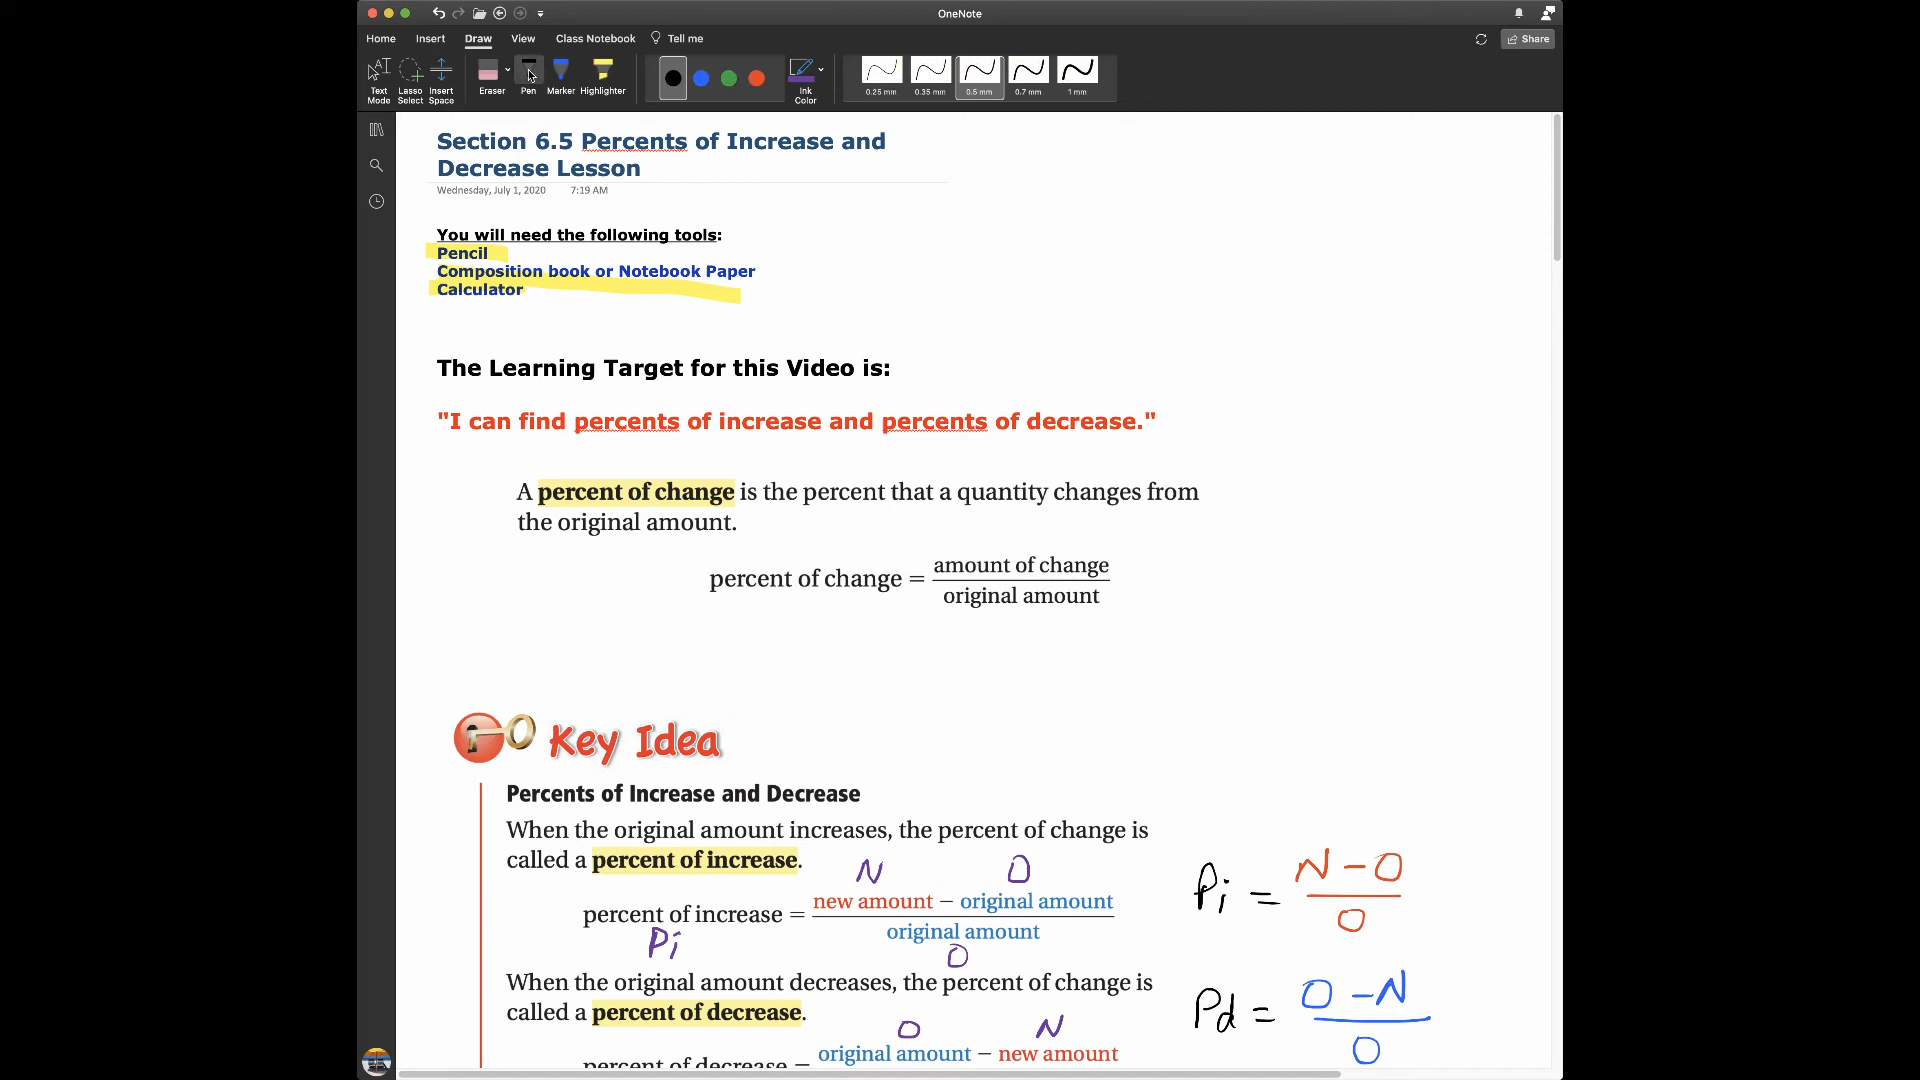 OneNote
Home Insert Draw View Class Notebook Tell me Share
Text Mode Lasso Select Insert Space Eraser Pen Marker Highlighter Ink Color 0.25 mm 0.35 mm 0.5 mm 0.7 mm 1 mm
Section 6.5 Percents of Increase and
Decrease Lesson
Wednesday, July 1, 2020 7:19 AM
You will need the following tools:
Pencil
Composition book or Notebook Paper
Calculator
The Learning Target for this Video is:
"I can find percents of increase and percents of decrease."
A percent of change is the percent that a quantity changes from
the original amount.
percent of change = amount of change
original amount
Key Idea
Percents of Increase and Decrease
When the original amount increases, the percent of change is
called a percent of increase.
N O
percent of increase = new amount − original amount
original amount
Pi O
Pi = N − O
O
When the original amount decreases, the percent of change is
called a percent of decrease.
O N
percent of decrease = original amount − new amount
Pd = O − N
O